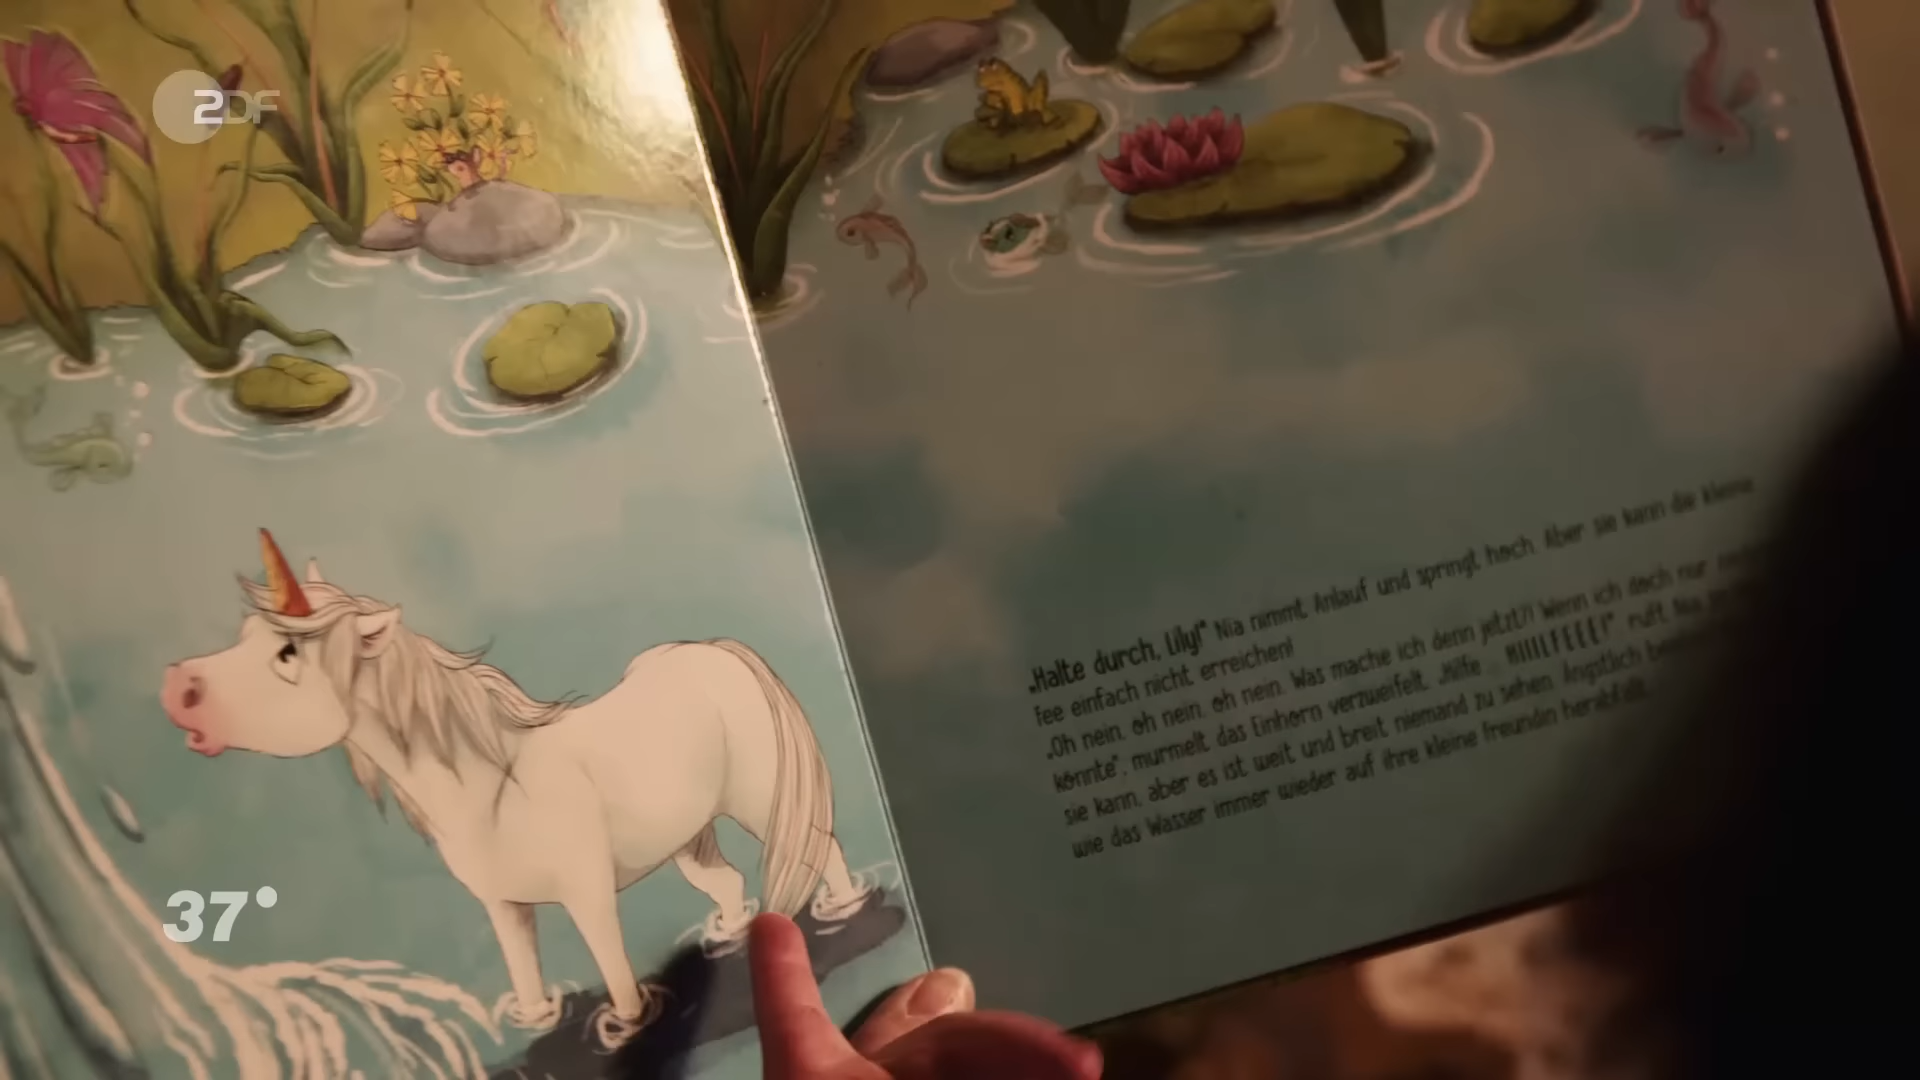 ZDF
„Halte durch, Lily!“ Nia nimmt Anlauf und springt hoch. Aber sie kann die kleine
Fee einfach nicht erreichen!
„Oh nein, oh nein, oh nein. Was mache ich denn jetzt?! Wenn ich doch nur
könnte“, murmelt das Einhorn verzweifelt. „Hilfe ... HIIILFEEE!“, ruft Nia
sie kann, aber es ist weit und breit niemand zu sehen. Ängstlich
wie das Wasser immer wieder auf ihre kleine Freundin herabfällt.
37°